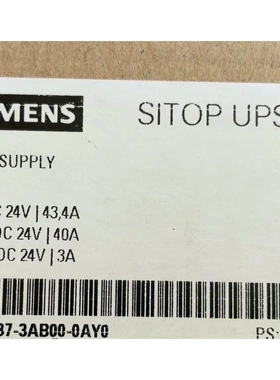 MENS
SITOP UPS
SUPPLY
C 24V | 43,4A
DC 24V | 40A
DC 24V | 3A
37-3AB00-0AY0
PS: